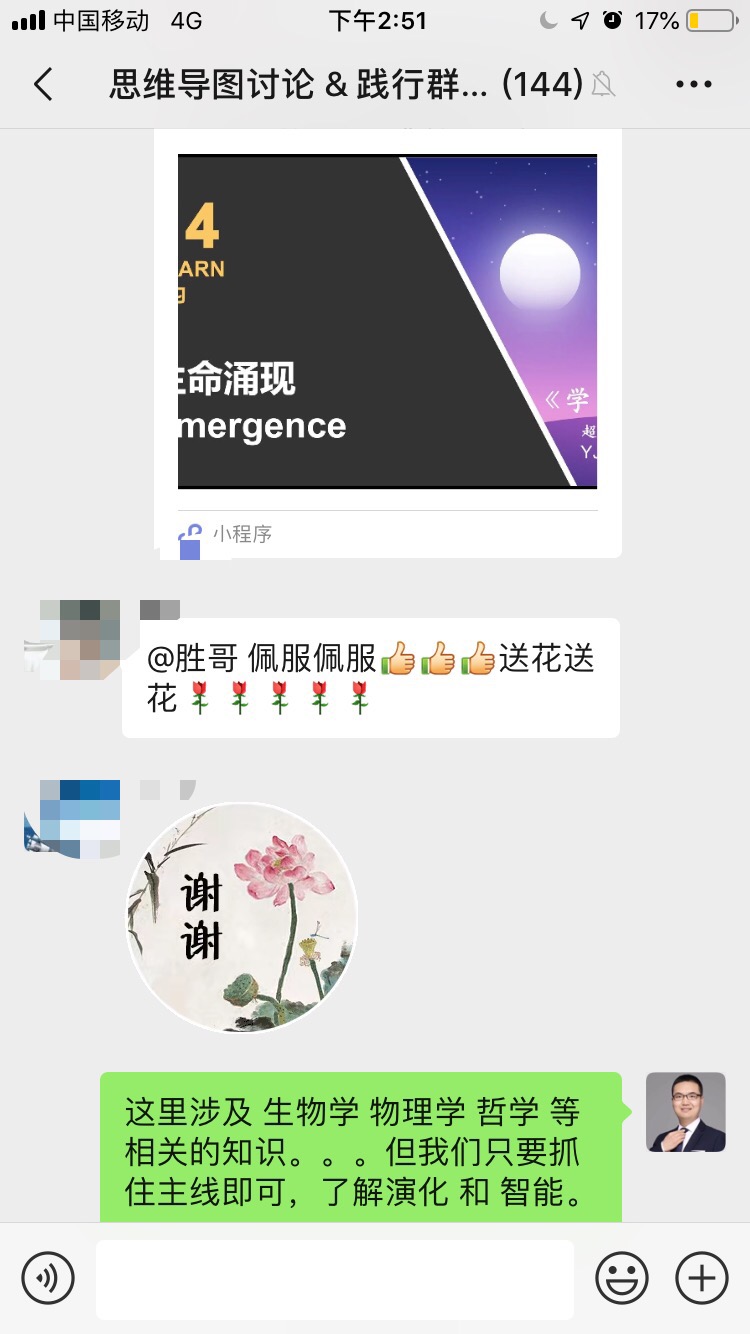 中国移动 4G 下午2:51 17%
思维导图讨论 & 践行群... (144)
4
ARN
习
生命涌现
mergence
《学
超
YJ
小程序
@胜哥 佩服佩服👍👍👍送花送
花🌹🌹🌹🌹🌹
谢
谢
这里涉及 生物学 物理学 哲学 等
相关的知识。。。但我们只要抓
住主线即可，了解演化 和 智能。